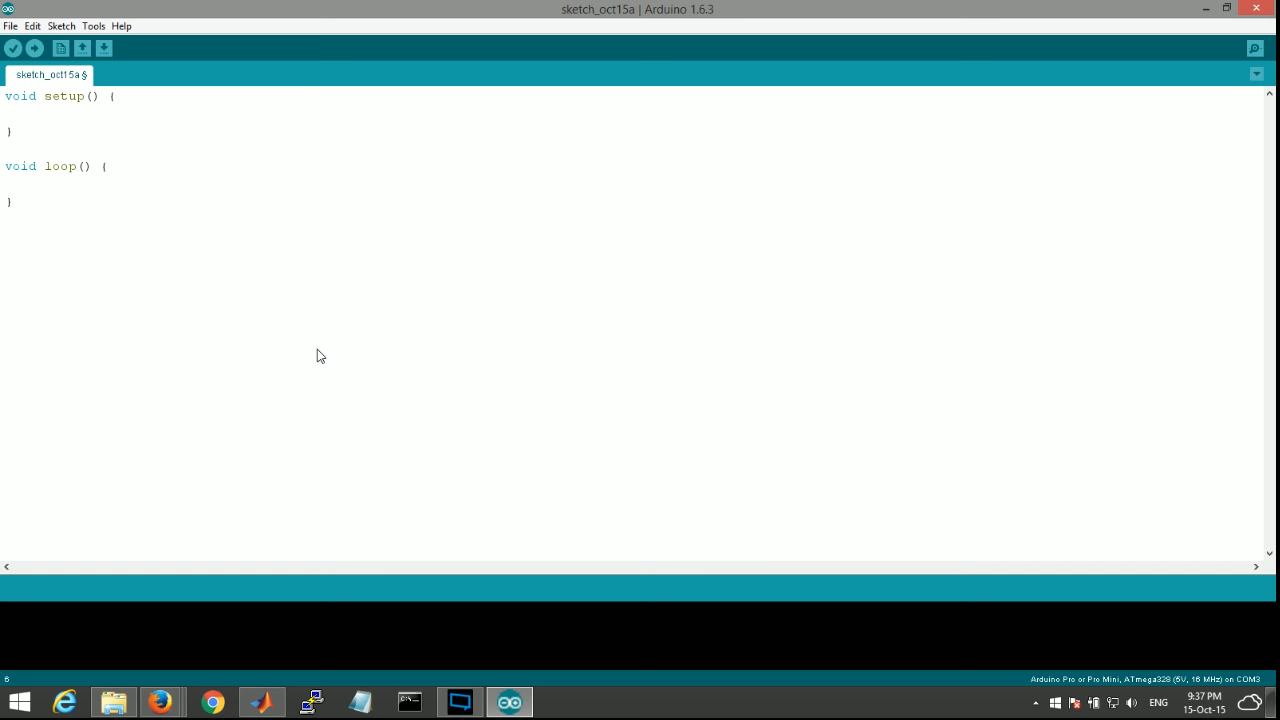 sketch_oct15a | Arduino 1.6.3
File Edit Sketch Tools Help
sketch_oct15a §
void setup() {
}
void loop() {
}
6
Arduino Pro or Pro Mini, ATmega328 (5V, 16 MHz) on COM3
C:\
ENG
9:37 PM
15-Oct-15